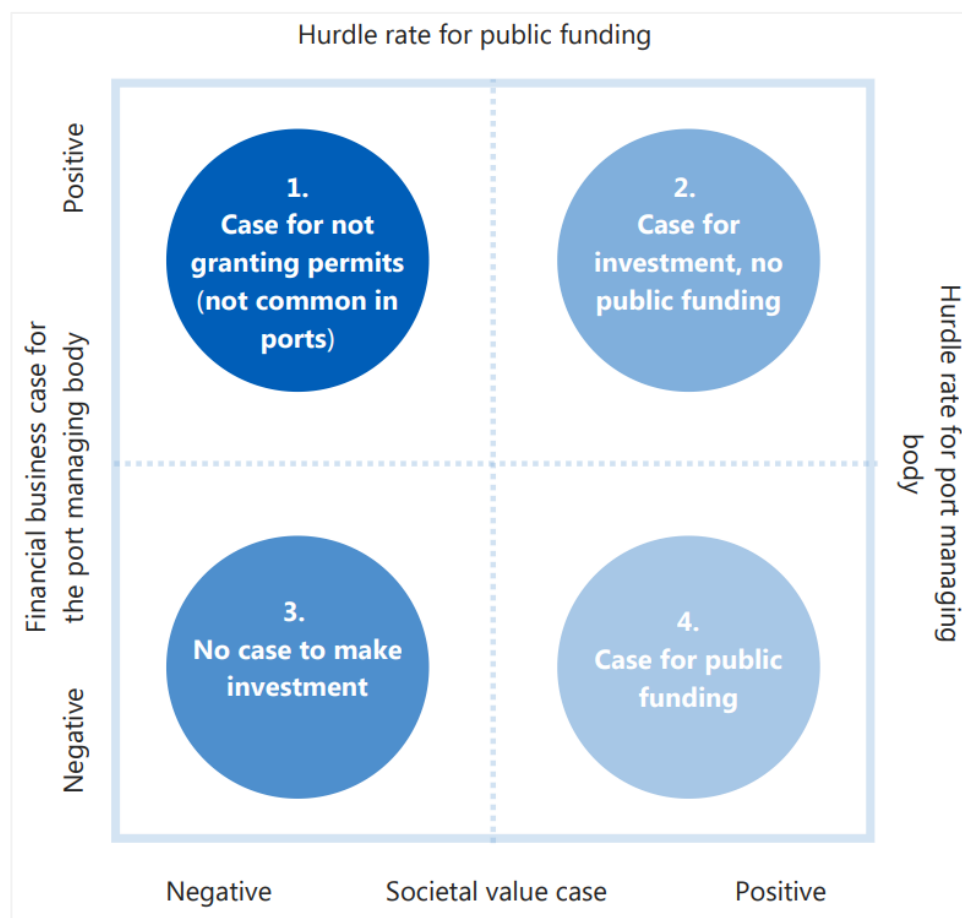 Hurdle rate for public funding
Positive
1.
Case for not
granting permits
(not common in
ports)
2.
Case for
investment, no
public funding
Financial business case for
the port managing body
Hurdle rate for port managing
body
3.
No case to make
investment
4.
Case for public
funding
Negative
Negative
Societal value case
Positive